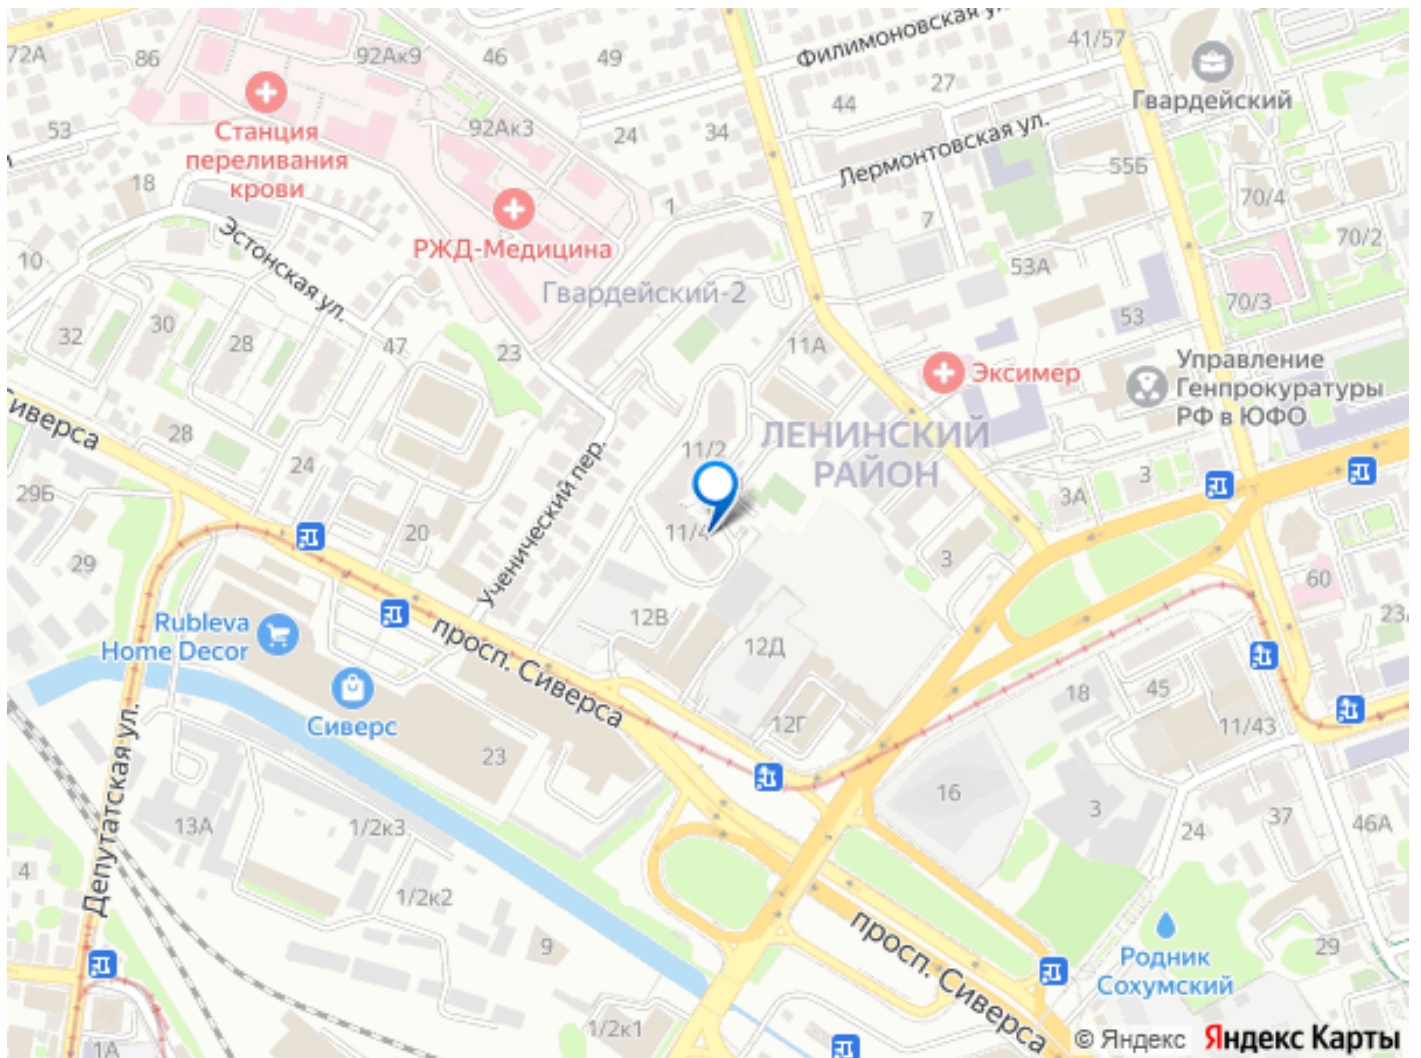 Филимоновская ул.
41/57
72А
86
92Ак9
46
49
27
Гвардейский
44
Станция
переливания
крови
53
92Ак3
24
34
Лермонтовская ул.
55Б
18
70/4
1
7
70/2
РЖД-Медицина
Эстонская ул.
10
53А
Гвардейский-2
70/3
53
30
32
28
47
23
11А
Эксимер
Управление
Генпрокуратуры
РФ в ЮФО
Сиверса
28
ЛЕНИНСКИЙ
РАЙОН
11/2
Ученический пер.
24
3
3А
29Б
20
11/4
29
3
60
12В
23А
Rubleva
Home Decor
просп. Сиверса
12Д
18
45
Сиверс
12Г
11/43
23
Депутатская ул.
16
3
13А
1/2к3
37
24
46А
4
1/2к2
просп. Сиверса
9
29
Родник
Сохумский
1/2к1
1А
© Яндекс Яндекс Карты